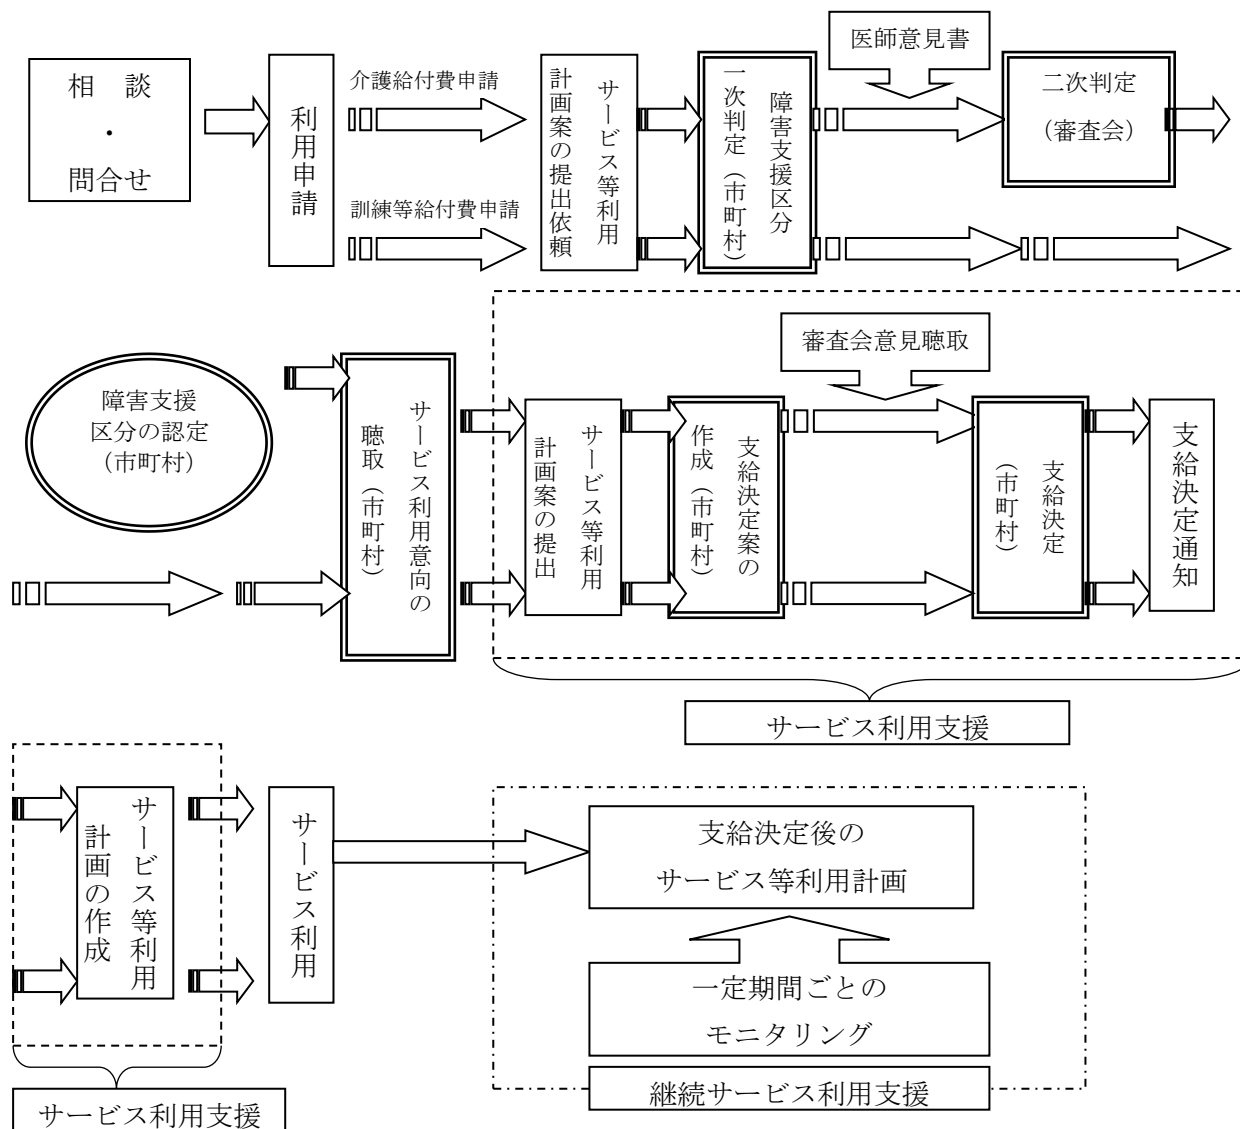 相　談
・
問合せ
利用申請
介護給付費申請
訓練等給付費申請
サービス等利用
計画案の提出依頼
障害支援区分
一次判定（市町村）
医師意見書
二次判定
（審査会）
障害支援
区分の認定
（市町村）
サービス利用意向の
聴取（市町村）
サービス等利用
計画案の提出
支給決定案の
作成（市町村）
審査会意見聴取
支給決定
（市町村）
支給決定通知
サービス利用支援
サービス等利用
計画の作成
サービス利用
支給決定後の
サービス等利用計画
一定期間ごとの
モニタリング
継続サービス利用支援
サービス利用支援